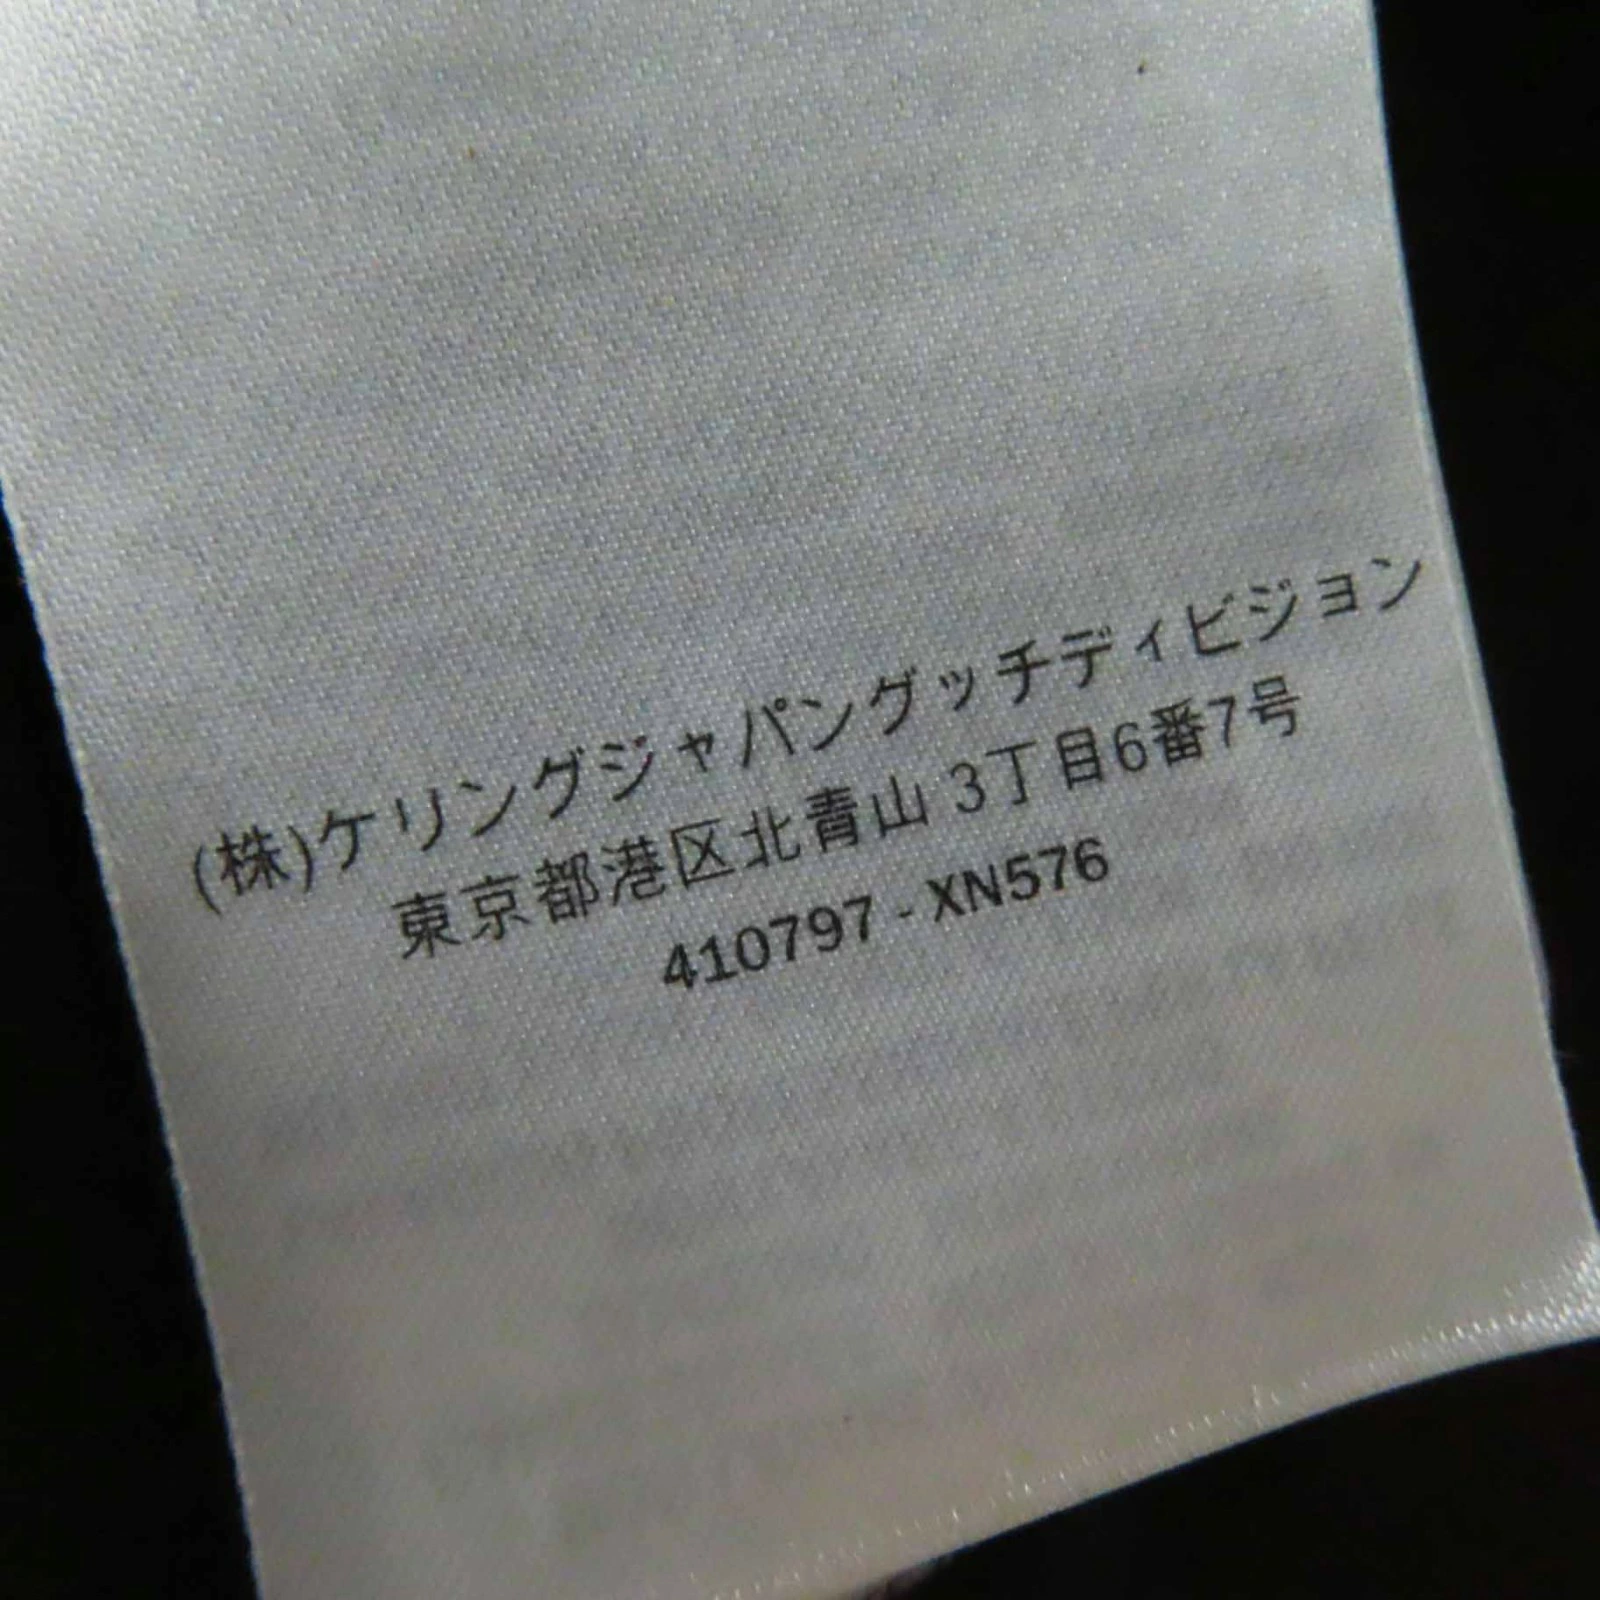 (株)ケリングジャパングッチディビジョン
東京都港区北青山 3丁目6番7号
410797 - XN576